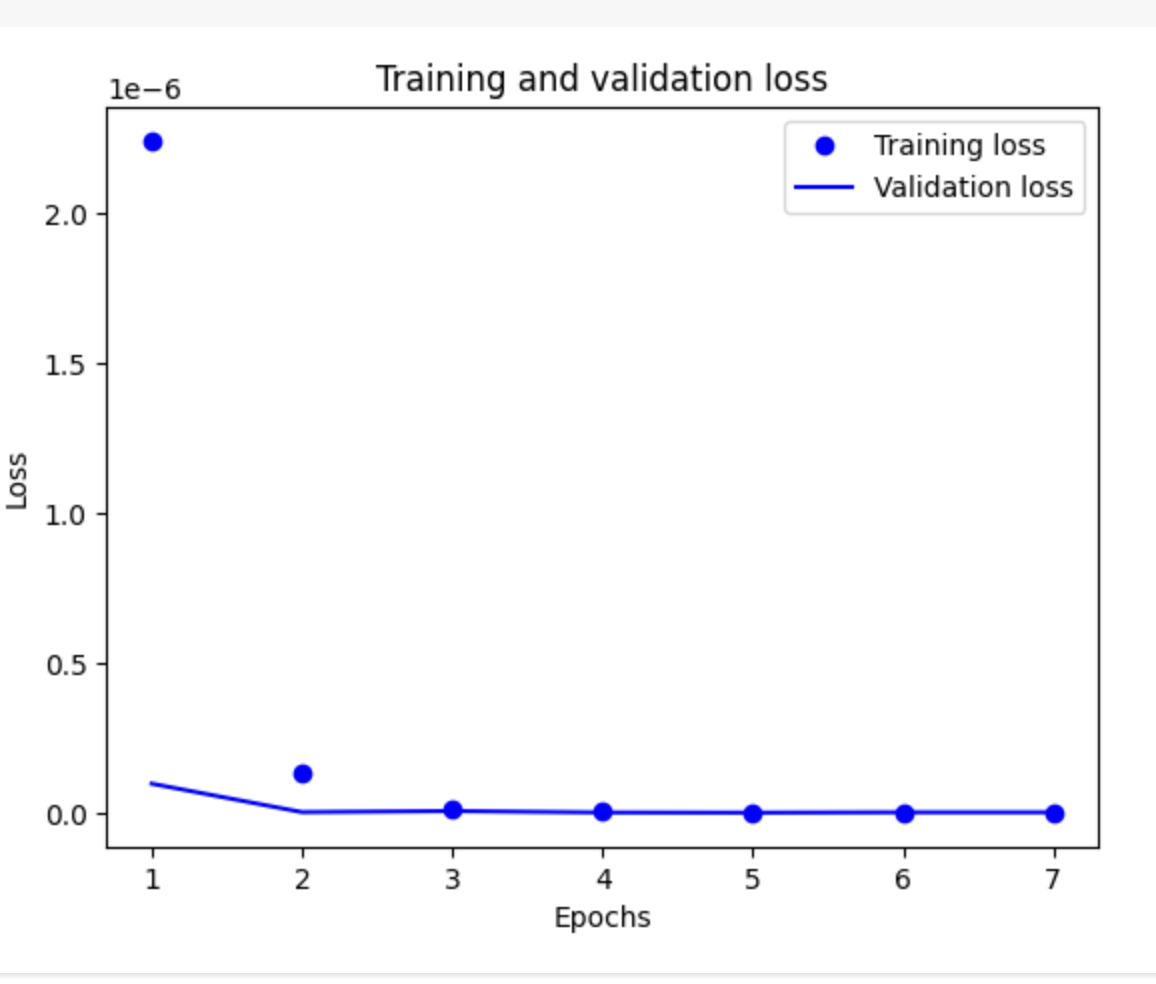 Training and validation loss
1e−6
Training loss
Validation loss
2.0
1.5
1.0
0.5
0.0
Loss
1 2 3 4 5 6 7
Epochs